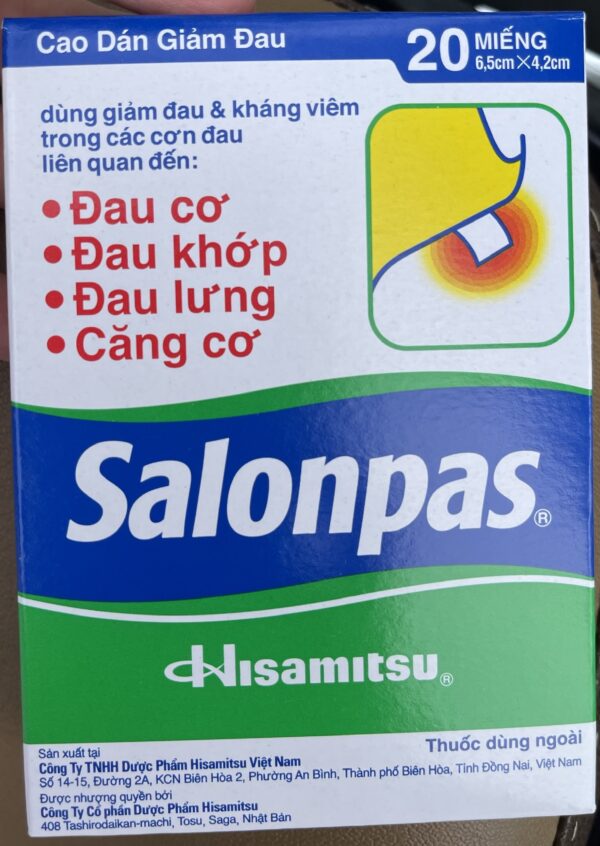 Cao Dán Giảm Đau
20 MIẾNG
6,5cm×4,2cm
dùng giảm đau & kháng viêm
trong các cơn đau
liên quan đến:
• Đau cơ
• Đau khớp
• Đau lưng
• Căng cơ
Salonpas®
Hisamitsu®
Thuốc dùng ngoài
Sản xuất tại
Công Ty TNHH Dược Phẩm Hisamitsu Việt Nam
Số 14-15, Đường 2A, KCN Biên Hòa 2, Phường An Bình, Thành phố Biên Hòa, Tỉnh Đồng Nai, Việt Nam
Được nhượng quyền bởi
Công Ty Cổ phần Dược Phẩm Hisamitsu
408 Tashirodaikan-machi, Tosu, Saga, Nhật Bản